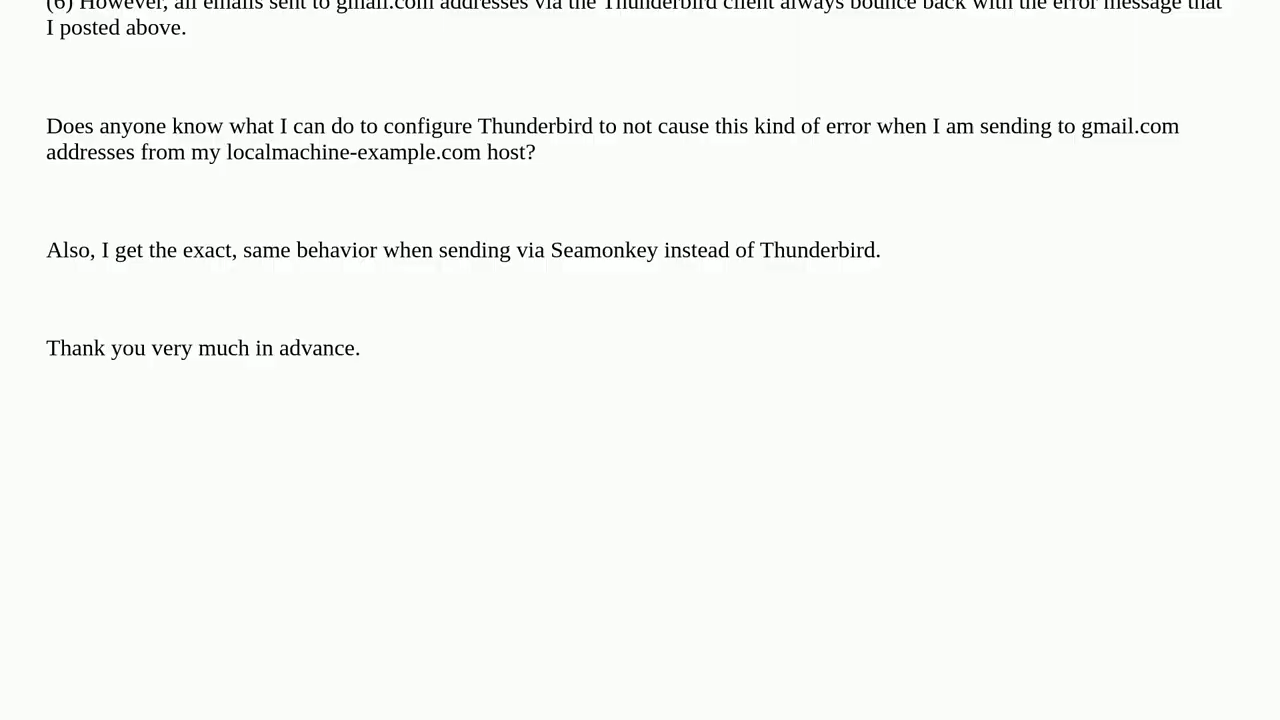 (6) However, all emails sent to gmail.com addresses via the Thunderbird client always bounce back with the error message that
I posted above.
Does anyone know what I can do to configure Thunderbird to not cause this kind of error when I am sending to gmail.com
addresses from my localmachine-example.com host?
Also, I get the exact, same behavior when sending via Seamonkey instead of Thunderbird.
Thank you very much in advance.